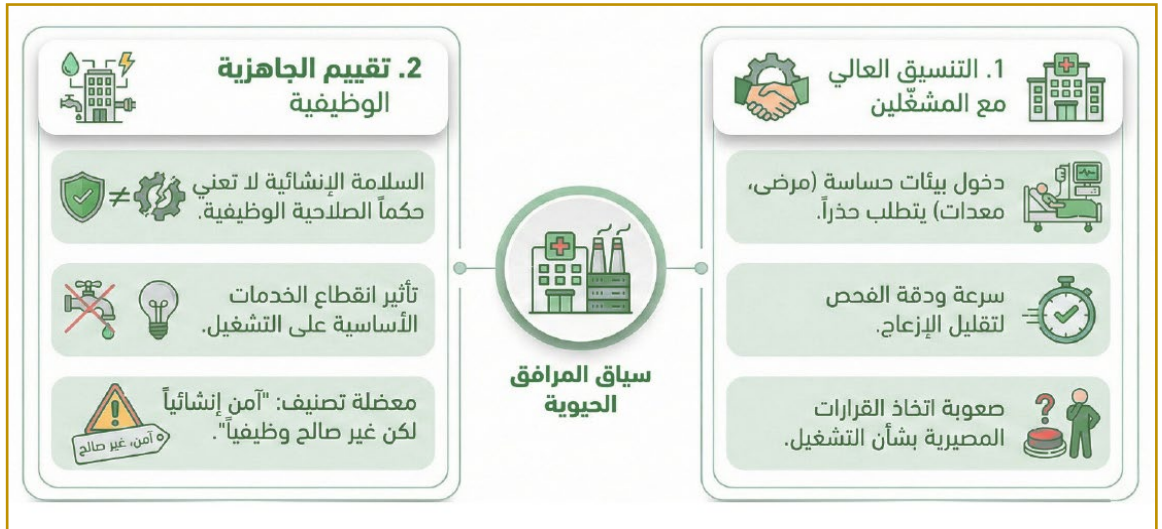 1. التنسيق العالي
مع المشغّلين
دخول بيئات حساسة (مرضى،
معدات) يتطلب حذراً.
سرعة ودقة الفحص
لتقليل الإزعاج.
صعوبة اتخاذ القرارات
المصيرية بشأن التشغيل.
سياق المرافق
الحيوية
2. تقييم الجاهزية
الوظيفية
السلامة الإنشائية لا تعني
حكماً الصلاحية الوظيفية.
تأثير انقطاع الخدمات
الأساسية على التشغيل.
معضلة تصنيف: "آمن إنشائياً
لكن غير صالح وظيفياً".
آمن، غير صالح